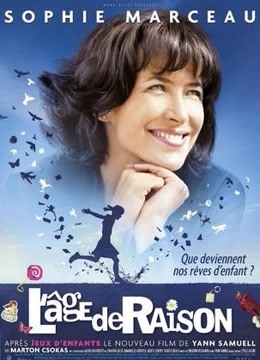 SOPHIE MARCEAU
Que deviennent
nos rêves d'enfant ?
L'âge de Raison
APRÈS JEUX D'ENFANTS LE NOUVEAU FILM DE YANN SAMUELL
MARTON CSOKAS